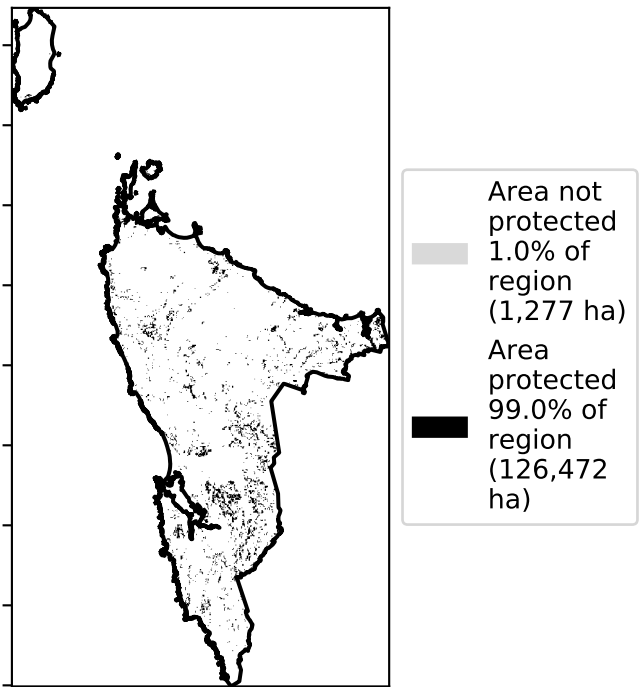 Area not
protected
1.0% of
region
(1,277 ha)
Area
protected
99.0% of
region
(126,472
ha)